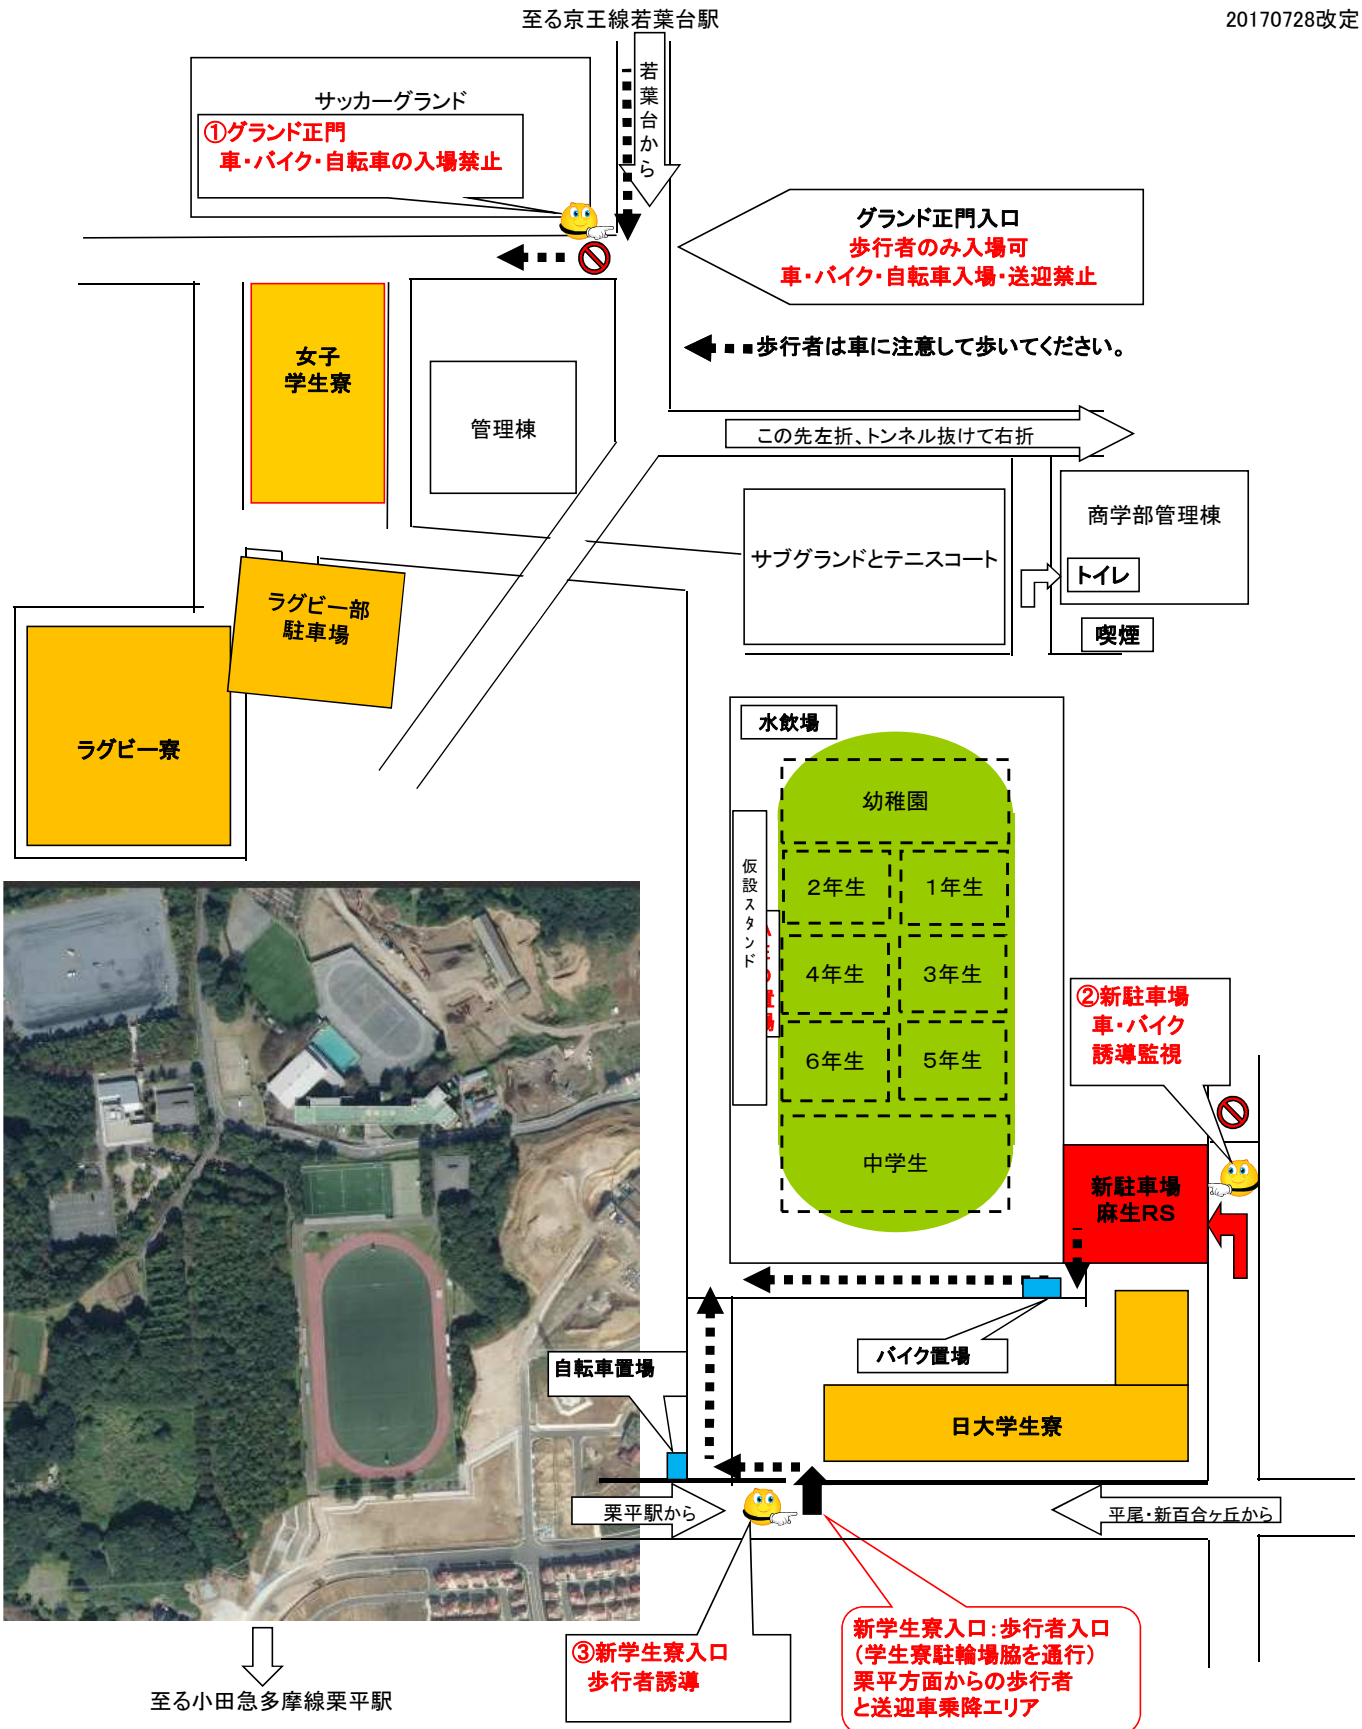 至る京王線若葉台駅
20170728改定
若葉台から
サッカーグランド
①グランド正門
車・バイク・自転車の入場禁止
グランド正門入口
歩行者のみ入場可
車・バイク・自転車入場・送迎禁止
歩行者は車に注意して歩いてください。
女子
学生寮
管理棟
この先左折、トンネル抜けて右折
商学部管理棟
サブグランドとテニスコート
トイレ
喫煙
ラグビー部
駐車場
ラグビー寮
水飲場
幼稚園
仮設スタンド
2年生
1年生
4年生
3年生
6年生
5年生
中学生
②新駐車場
車・バイク
誘導監視
新駐車場
麻生RS
バイク置場
自転車置場
日大学生寮
栗平駅から
平尾・新百合ヶ丘から
③新学生寮入口
歩行者誘導
新学生寮入口：歩行者入口
（学生寮駐輪場脇を通行）
栗平方面からの歩行者
と送迎車乗降エリア
至る小田急多摩線栗平駅